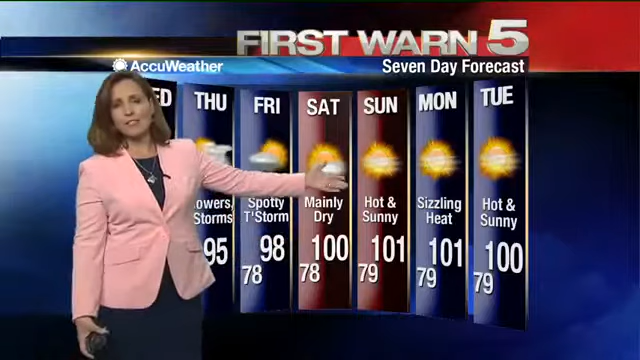 FIRST WARN 5
AccuWeather
Seven Day Forecast
THU
FRI
SAT
SUN
MON
TUE
Storms
Spotty
T'Storm
Mainly
Dry
Hot &
Sunny
Sizzling
Heat
Hot &
Sunny
95
98
100
101
101
100
78
78
79
79
79